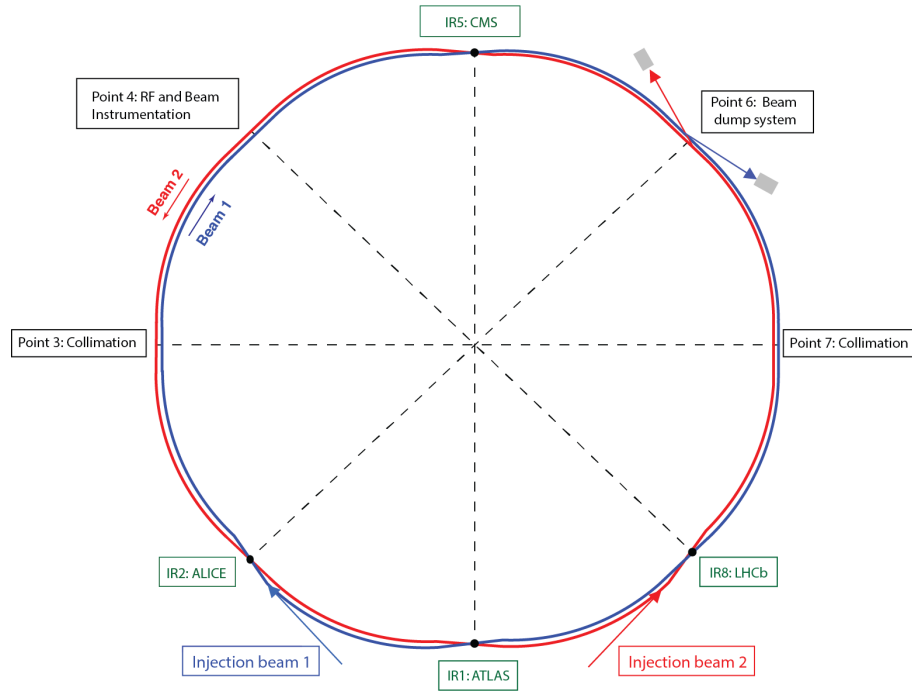 IR5: CMS
Point 4: RF and Beam
Instrumentation
Point 6: Beam
dump system
Beam 2
Beam 1
Point 3: Collimation
Point 7: Collimation
IR2: ALICE
IR8: LHCb
Injection beam 1
IR1: ATLAS
Injection beam 2